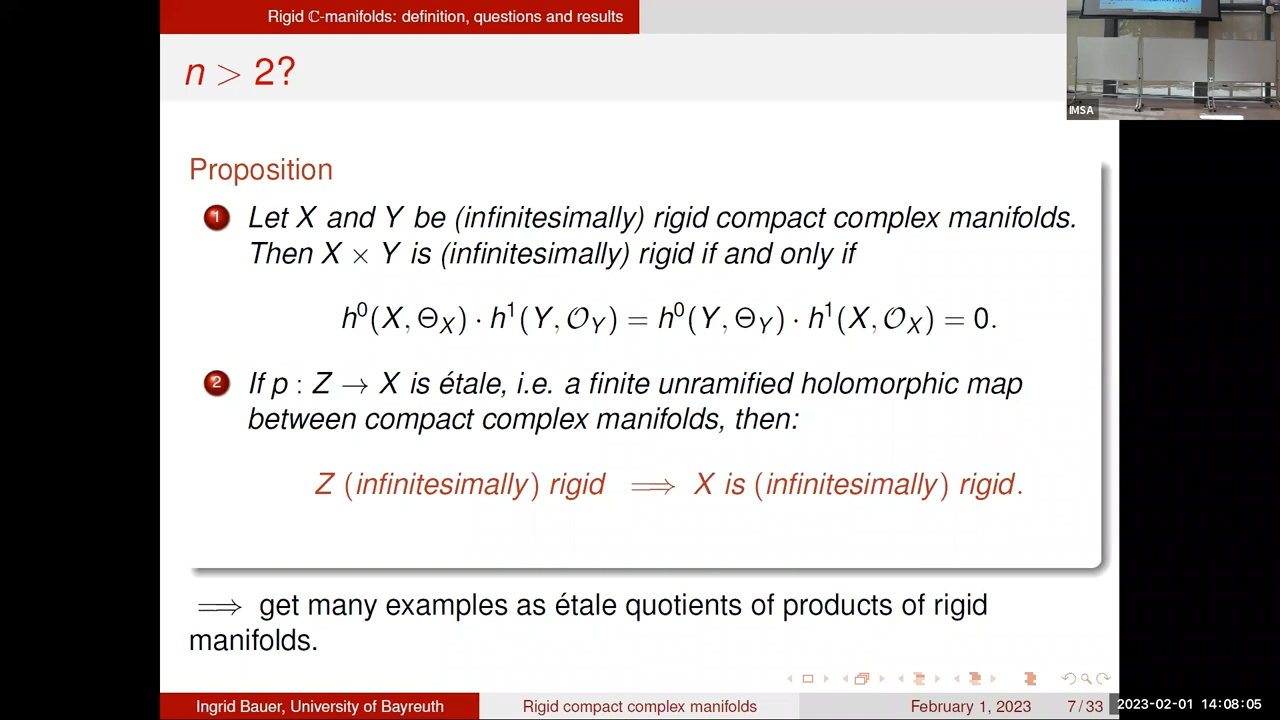 Rigid ℂ-manifolds: definition, questions and results
n > 2?
IMSA
Proposition
1 Let X and Y be (infinitesimally) rigid compact complex manifolds.
Then X × Y is (infinitesimally) rigid if and only if
h⁰(X, Θ_X) · h¹(Y, 𝒪_Y) = h⁰(Y, Θ_Y) · h¹(X, 𝒪_X) = 0.
2 If p : Z → X is étale, i.e. a finite unramified holomorphic map
between compact complex manifolds, then:
Z (infinitesimally) rigid ⟹ X is (infinitesimally) rigid.
⟹ get many examples as étale quotients of products of rigid
manifolds.
Ingrid Bauer, University of Bayreuth Rigid compact complex manifolds February 1, 2023 7 / 33 2023-02-01 14:08:05